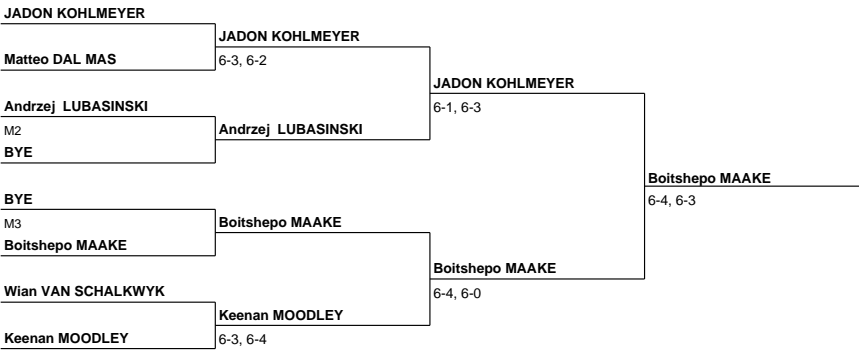 JADON KOHLMEYER
JADON KOHLMEYER
Matteo DAL MAS
6-3, 6-2
JADON KOHLMEYER
Andrzej  LUBASINSKI
6-1, 6-3
M2
Andrzej  LUBASINSKI
BYE
Boitshepo MAAKE
BYE
6-4, 6-3
M3
Boitshepo MAAKE
Boitshepo MAAKE
Boitshepo MAAKE
Wian VAN SCHALKWYK
6-4, 6-0
Keenan MOODLEY
Keenan MOODLEY
6-3, 6-4